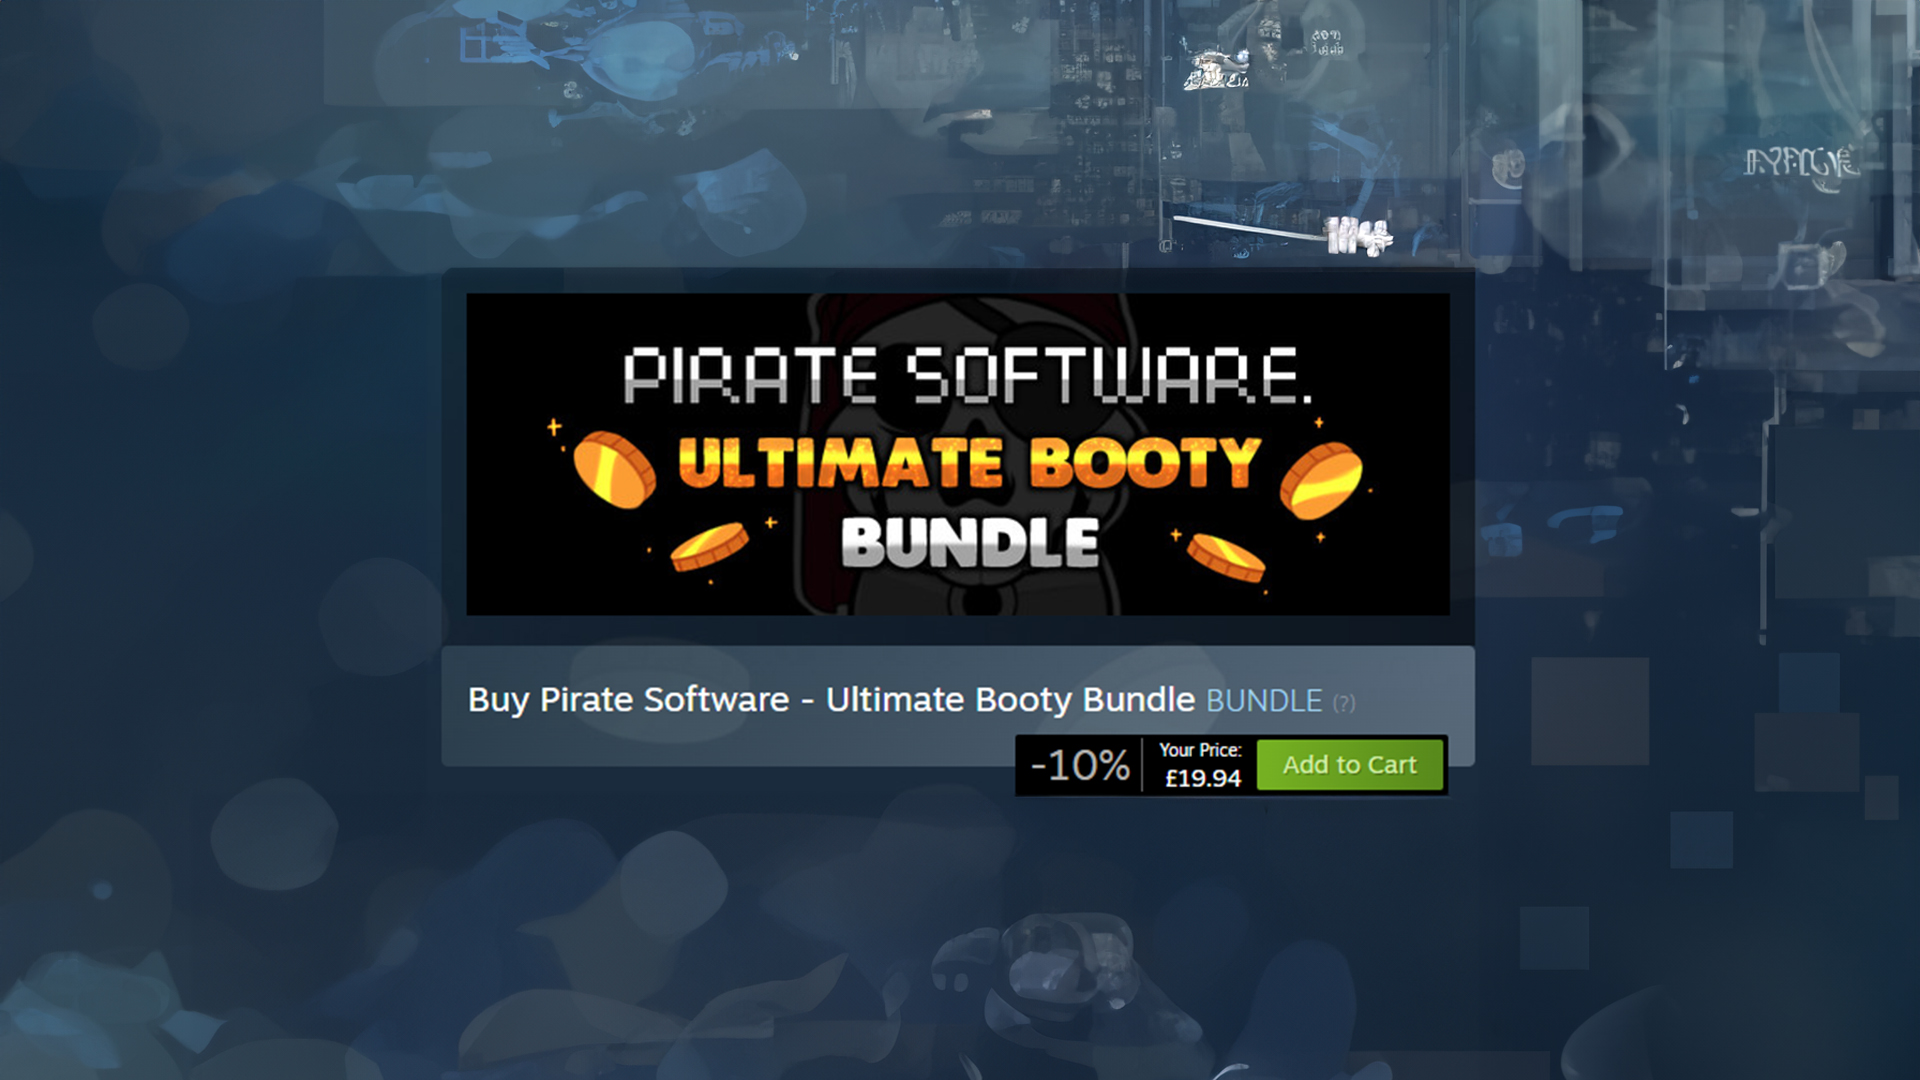 PIRATE SOFTWARE.
ULTIMATE BOOTY
BUNDLE
Buy Pirate Software - Ultimate Booty Bundle BUNDLE (?)
-10%
Your Price:
£19.94
Add to Cart